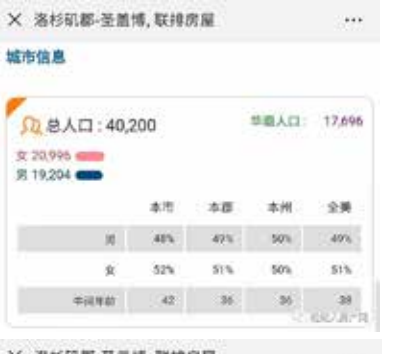 × 洛杉矶郡-圣盖博, 联排房屋 ...
城市信息
总人口 : 40,200 华裔人口: 17,696
女 20,996
男 19,204
本市 本郡 本州 全美
男 48% 49% 50% 49%
女 52% 51% 50% 51%
中间年龄 42 36 36 38